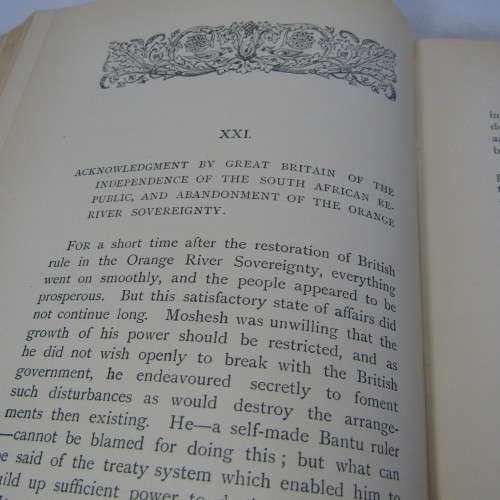 XXI.
ACKNOWLEDGMENT BY GREAT BRITAIN OF THE
INDEPENDENCE OF THE SOUTH AFRICAN RE-
PUBLIC, AND ABANDONMENT OF THE ORANGE
RIVER SOVEREIGNTY.
FOR a short time after the restoration of British
rule in the Orange River Sovereignty, everything
went on smoothly, and the people appeared to be
prosperous. But this satisfactory state of affairs did
not continue long. Moshesh was unwilling that the
growth of his power should be restricted, and as
he did not wish openly to break with the British
government, he endeavoured secretly to foment
such disturbances as would destroy the arrange-
ments then existing. He—a self-made Bantu ruler
—cannot be blamed for doing this; but what can
be said of the treaty system which enabled him to
ild up sufficient power to
in
de
a
b